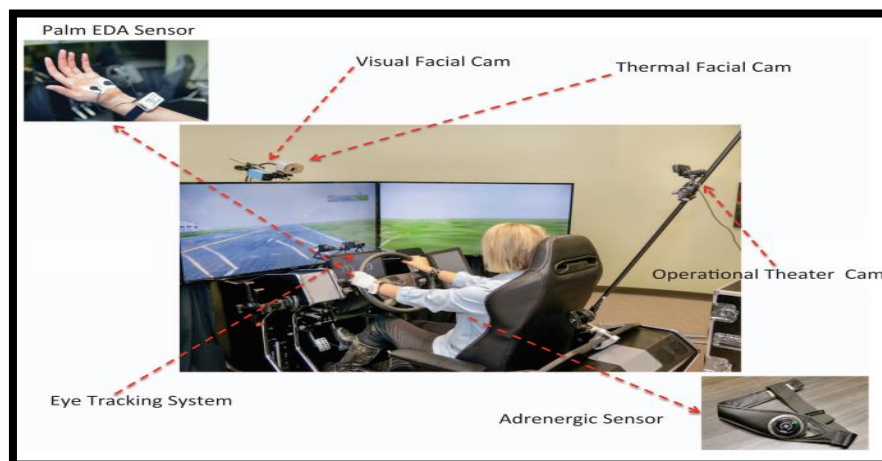 Palm EDA Sensor
Visual Facial Cam
Thermal Facial Cam
Operational Theater Cam
Eye Tracking System
Adrenergic Sensor